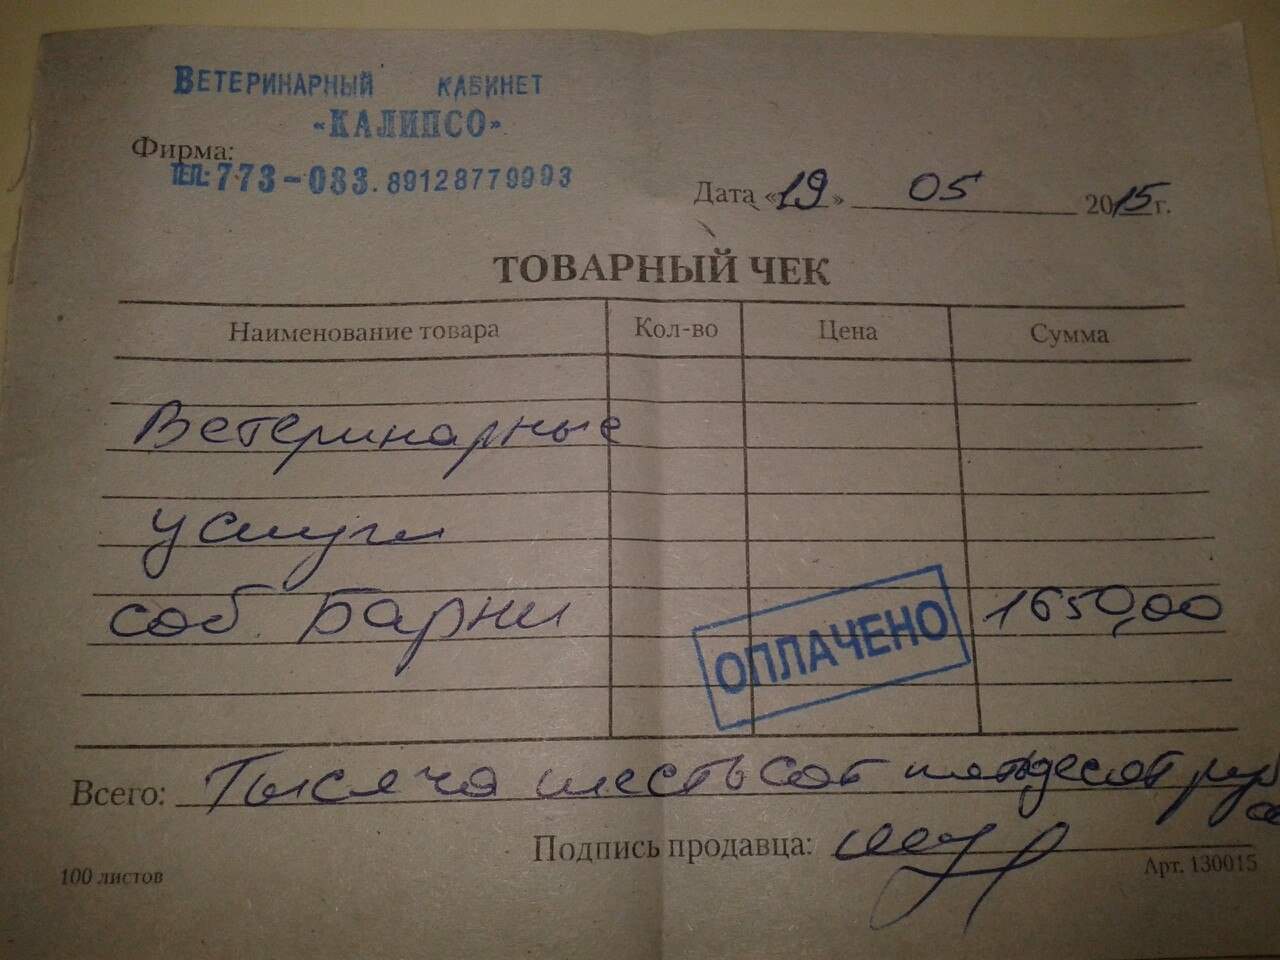 ВЕТЕРИНАРНЫЙ КАБИНЕТ
«КАЛИПСО»
Фирма:
ТЕЛ: 773-083. 89128779993
Дата «19» 05 2015г.
ТОВАРНЫЙ ЧЕК
Наименование товара Кол-во Цена Сумма
Ветеринарные
услуги
соб. Барни 1650,00
ОПЛАЧЕНО
Всего: Тысяча шестьсот пятьдесят руб
Подпись продавца:
100 листов Арт. 130015